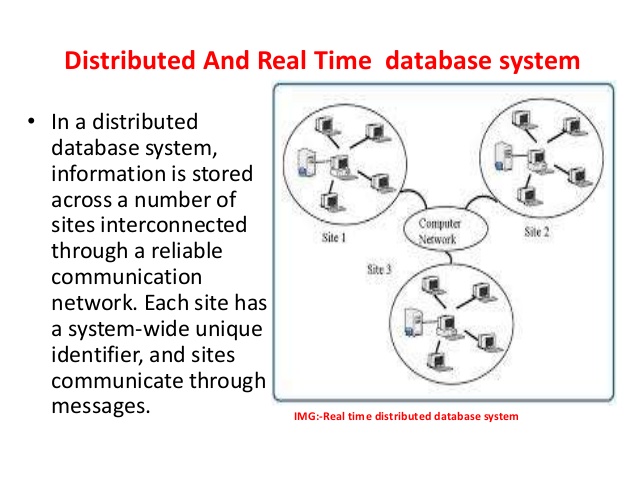 Distributed And Real Time  database system
• In a distributed
database system,
information is stored
across a number of
sites interconnected
through a reliable
communication
network. Each site has
a system-wide unique
identifier, and sites
communicate through
messages.
Site 1
Computer
Network
Site 2
Site 3
IMG:-Real time distributed database system